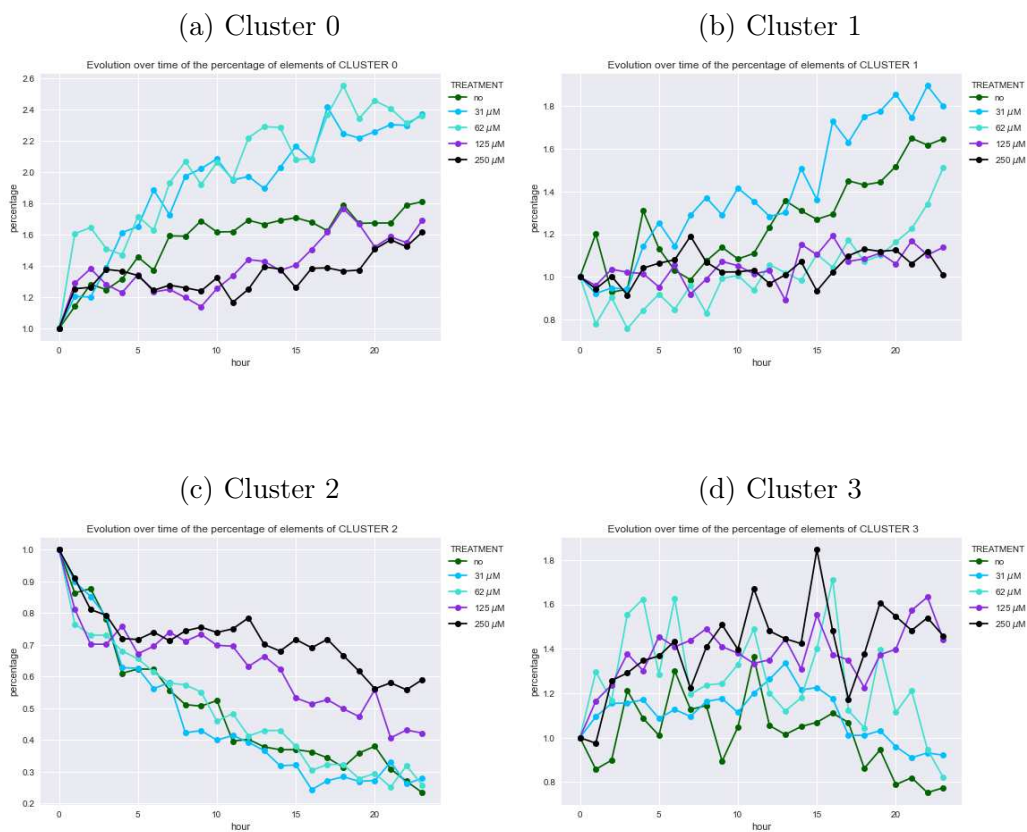 (a) Cluster 0
Evolution over time of the percentage of elements of CLUSTER 0
percentage
2.6
2.4
2.2
2.0
1.8
1.6
1.4
1.2
1.0
0
5
10
15
20
hour
TREATMENT
no
31 μM
62 μM
125 μM
250 μM
(b) Cluster 1
Evolution over time of the percentage of elements of CLUSTER 1
percentage
1.8
1.6
1.4
1.2
1.0
0.8
0
5
10
15
20
hour
TREATMENT
no
31 μM
62 μM
125 μM
250 μM
(c) Cluster 2
Evolution over time of the percentage of elements of CLUSTER 2
percentage
1.0
0.9
0.8
0.7
0.6
0.5
0.4
0.3
0.2
0
5
10
15
20
hour
TREATMENT
no
31 μM
62 μM
125 μM
250 μM
(d) Cluster 3
Evolution over time of the percentage of elements of CLUSTER 3
percentage
1.8
1.6
1.4
1.2
1.0
0.8
0
5
10
15
20
hour
TREATMENT
no
31 μM
62 μM
125 μM
250 μM